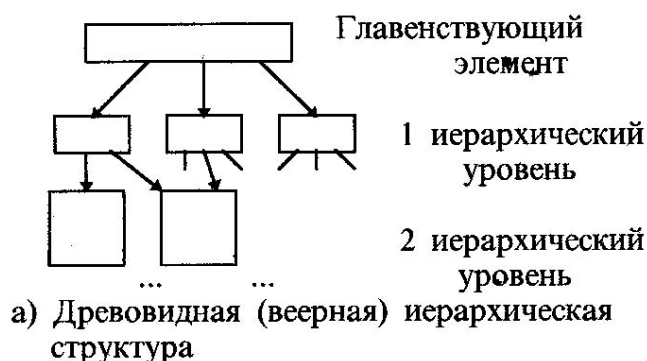 Главенствующий
элемент
1 иерархический
уровень
2 иерархический
уровень
... ...
а) Древовидная (веерная) иерархическая
структура